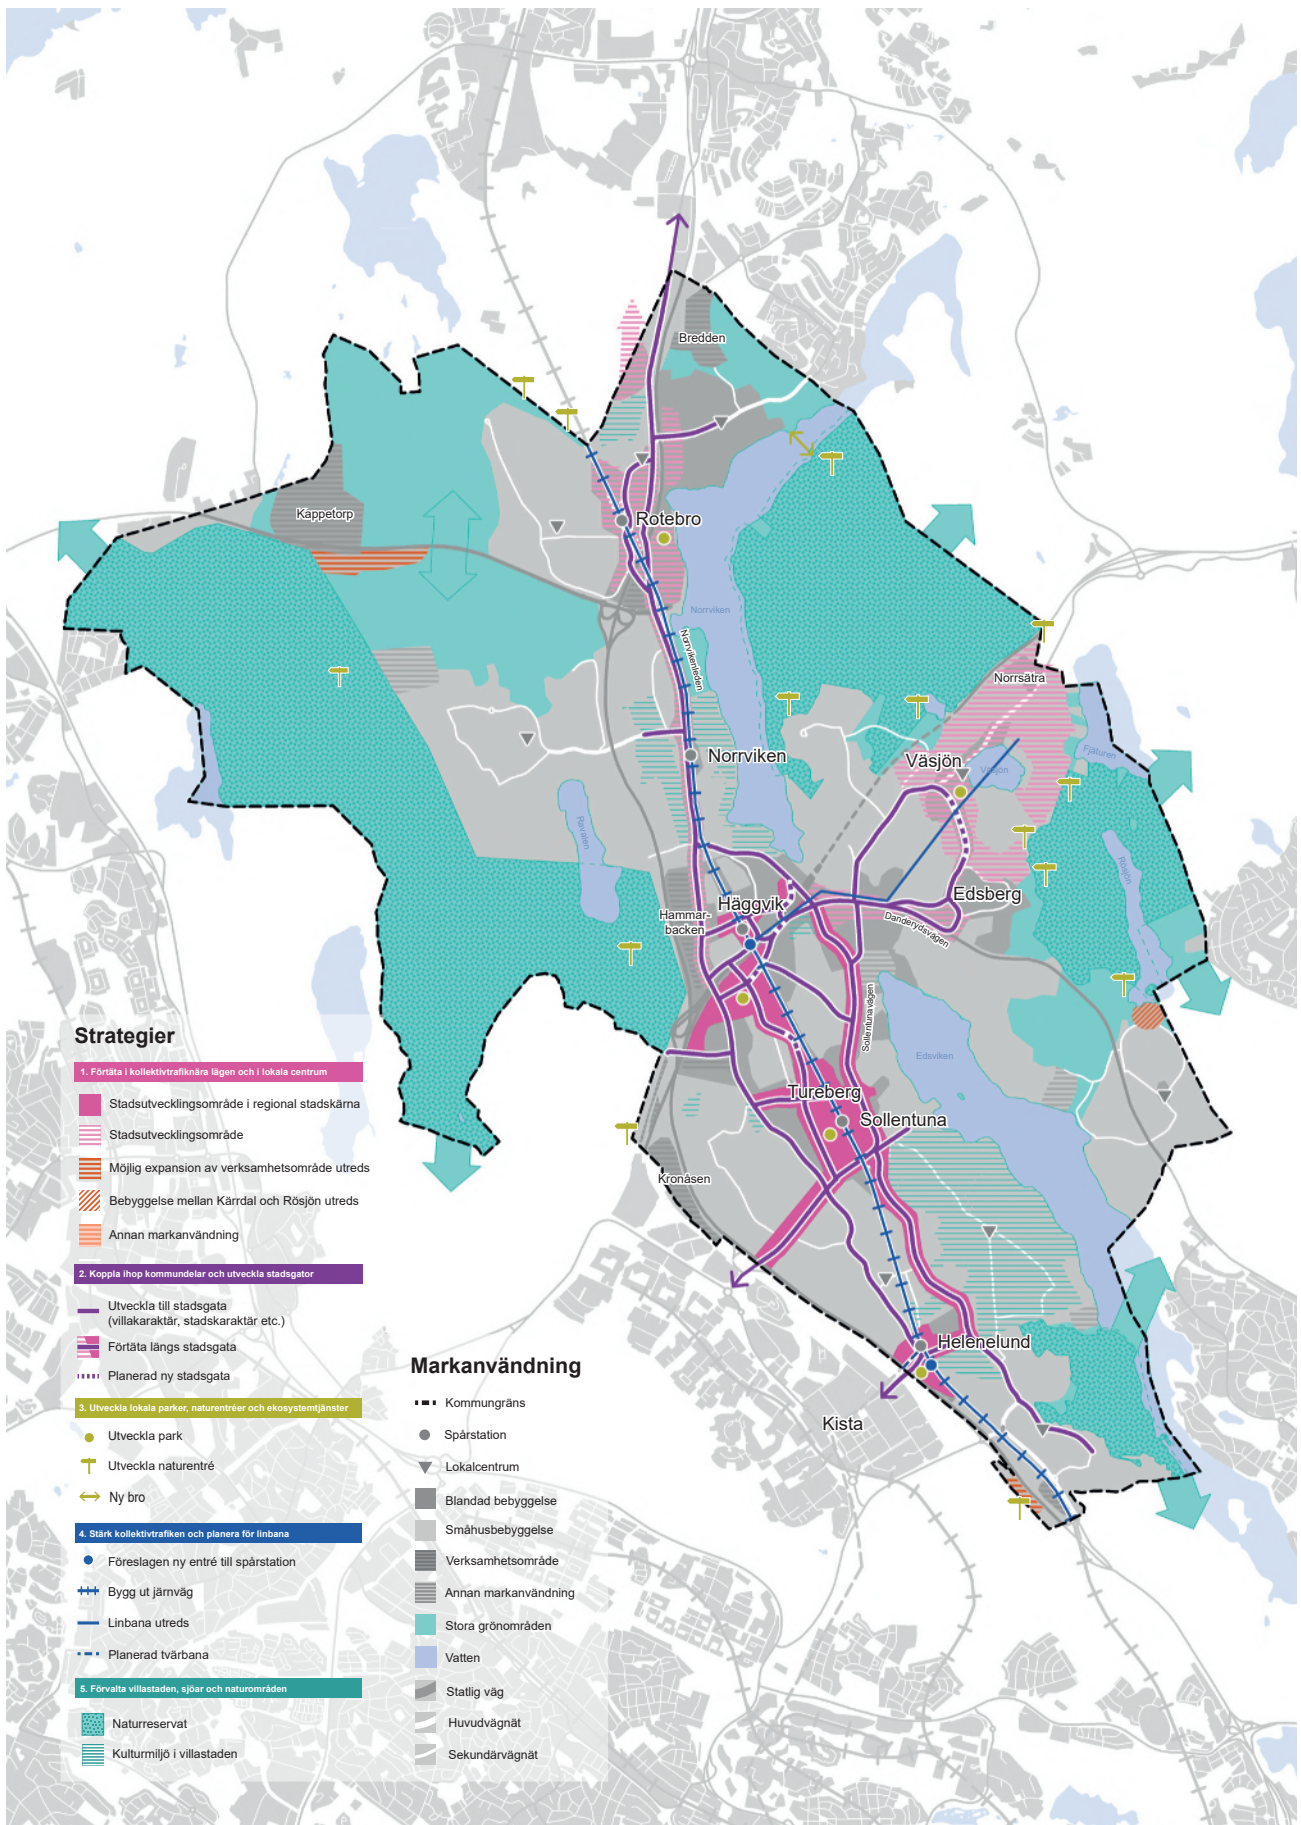 Bredden
Käppetorp
Rotebro
Norrviken
Norrvikenleden
Norrsätra
Fjäturen
Väsjön
Väsjön
Norrviken
Ravalen
Rösjön
Edsberg
Häggvik
Hammar-
backen
Danderydsvägen
Sollentunavägen
Edsviken
Tureberg
Sollentuna
Kronåsen
Helenelund
Kista
Strategier
1. Förtäta i kollektivtrafiknära lägen och i lokala centrum
Stadsutvecklingsområde i regional stadskärna
Stadsutvecklingsområde
Möjlig expansion av verksamhetsområde utreds
Bebyggelse mellan Kärrdal och Rösjön utreds
Annan markanvändning
2. Koppla ihop kommundelar och utveckla stadsgator
Utveckla till stadsgata
(villakaraktär, stadskaraktär etc.)
Förtäta längs stadsgata
Planerad ny stadsgata
3. Utveckla lokala parker, naturentréer och ekosystemtjänster
Utveckla park
Utveckla naturentré
Ny bro
4. Stärk kollektivtrafiken och planera för linbana
Föreslagen ny entré till spårstation
Bygg ut järnväg
Linbana utreds
Planerad tvärbana
5. Förvalta villastaden, sjöar och naturområden
Naturreservat
Kulturmiljö i villastaden
Markanvändning
Kommungräns
Spårstation
Lokalcentrum
Blandad bebyggelse
Småhusbebyggelse
Verksamhetsområde
Annan markanvändning
Stora grönområden
Vatten
Statlig väg
Huvudvägnät
Sekundärvägnät